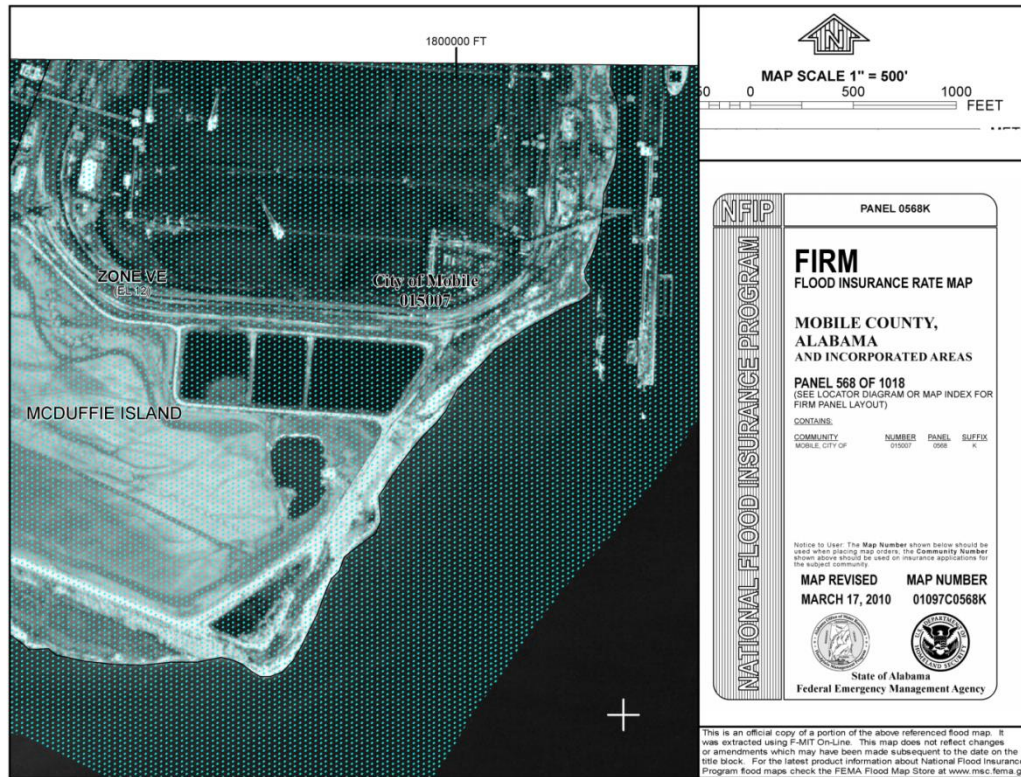 1800000 FT
ZONE VE
(EL 12)
City of Mobile
015007
MCDUFFIE ISLAND
N
MAP SCALE 1" = 500'
0 500 1000
FEET
NFIP
PANEL 0568K
NATIONAL FLOOD INSURANCE PROGRAM
FIRM
FLOOD INSURANCE RATE MAP
MOBILE COUNTY,
ALABAMA
AND INCORPORATED AREAS
PANEL 568 OF 1018
(SEE LOCATOR DIAGRAM OR MAP INDEX FOR
FIRM PANEL LAYOUT)
CONTAINS:
COMMUNITY NUMBER PANEL SUFFIX
MOBILE, CITY OF 015007 0568 K
Notice to User: The Map Number shown below should be
used when placing map orders; the Community Number
shown above should be used on insurance applications for
the subject community.
MAP REVISED
MARCH 17, 2010
MAP NUMBER
01097C0568K
U.S. DEPARTMENT OF
HOMELAND SECURITY
State of Alabama
Federal Emergency Management Agency
This is an official copy of a portion of the above referenced flood map. It
was extracted using F-MIT On-Line. This map does not reflect changes
or amendments which may have been made subsequent to the date on the
title block. For the latest product information about National Flood Insurance
Program flood maps check the FEMA Flood Map Store at www.msc.fema.g